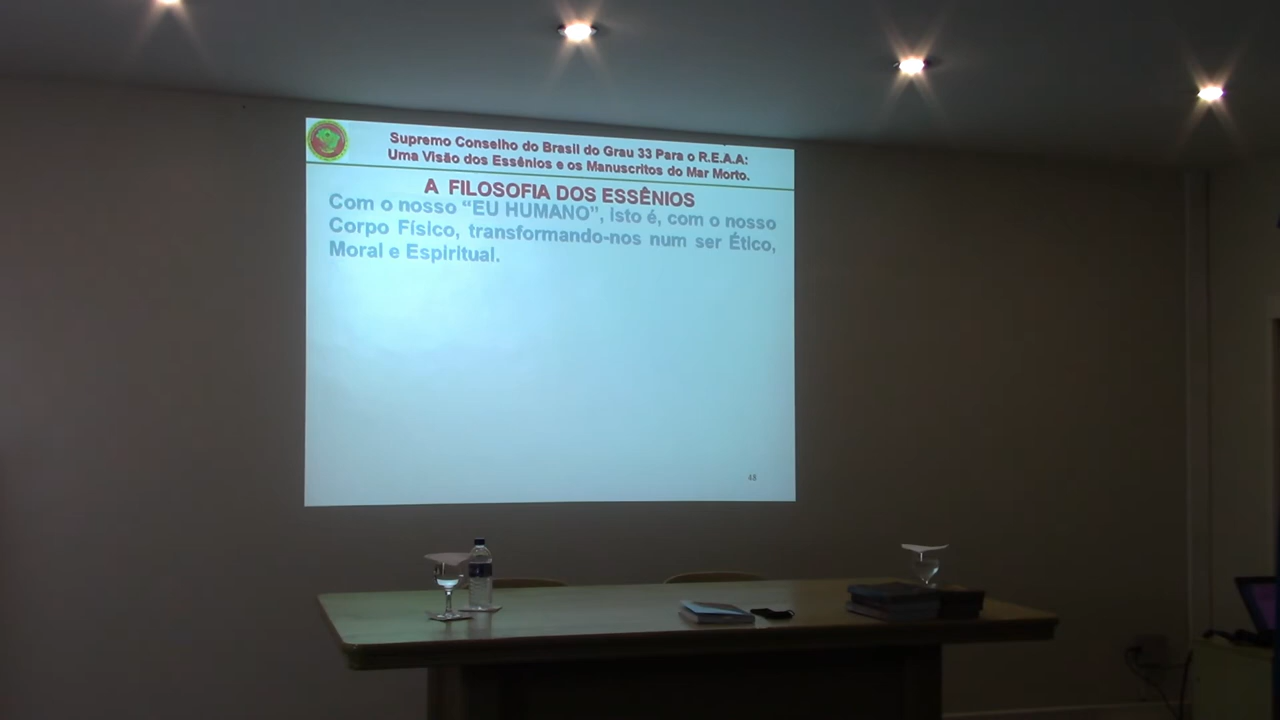 Supremo Conselho do Brasil do Grau 33 Para o R.E.A.A:
Uma Visão dos Essênios e os Manuscritos do Mar Morto.
A FILOSOFIA DOS ESSÊNIOS
Com o nosso “EU HUMANO”, isto é, com o nosso
Corpo Físico, transformando-nos num ser Ético,
Moral e Espiritual.
48